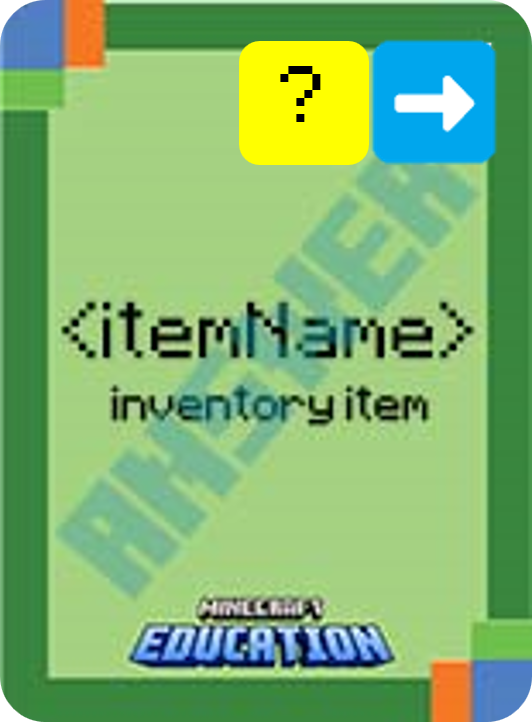 ?
<itemName>
inventory item
ANSWER
MINECRAFT
EDUCATION